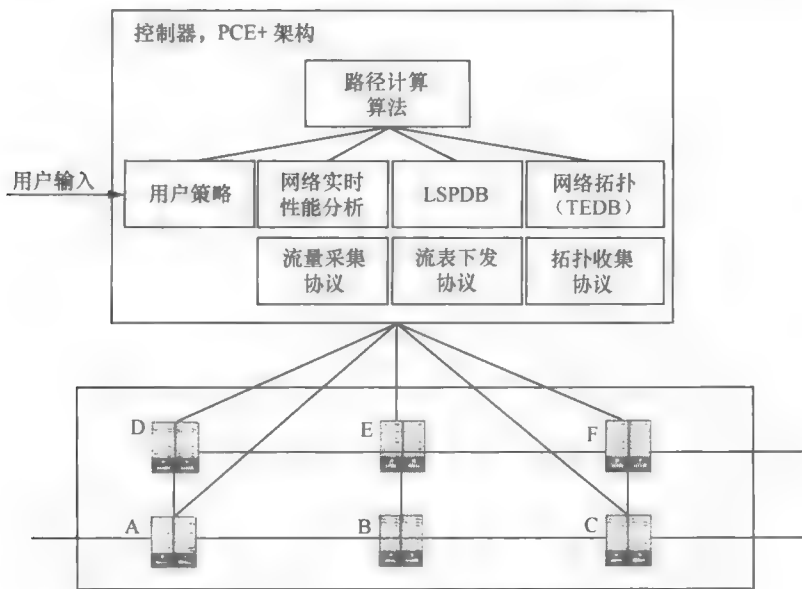 控制器，PCE+ 架构
路径计算
算法
用户输入
用户策略
网络实时
性能分析
LSPDB
网络拓扑
（TEDB）
流量采集
协议
流表下发
协议
拓扑收集
协议
D
E
F
A
B
C